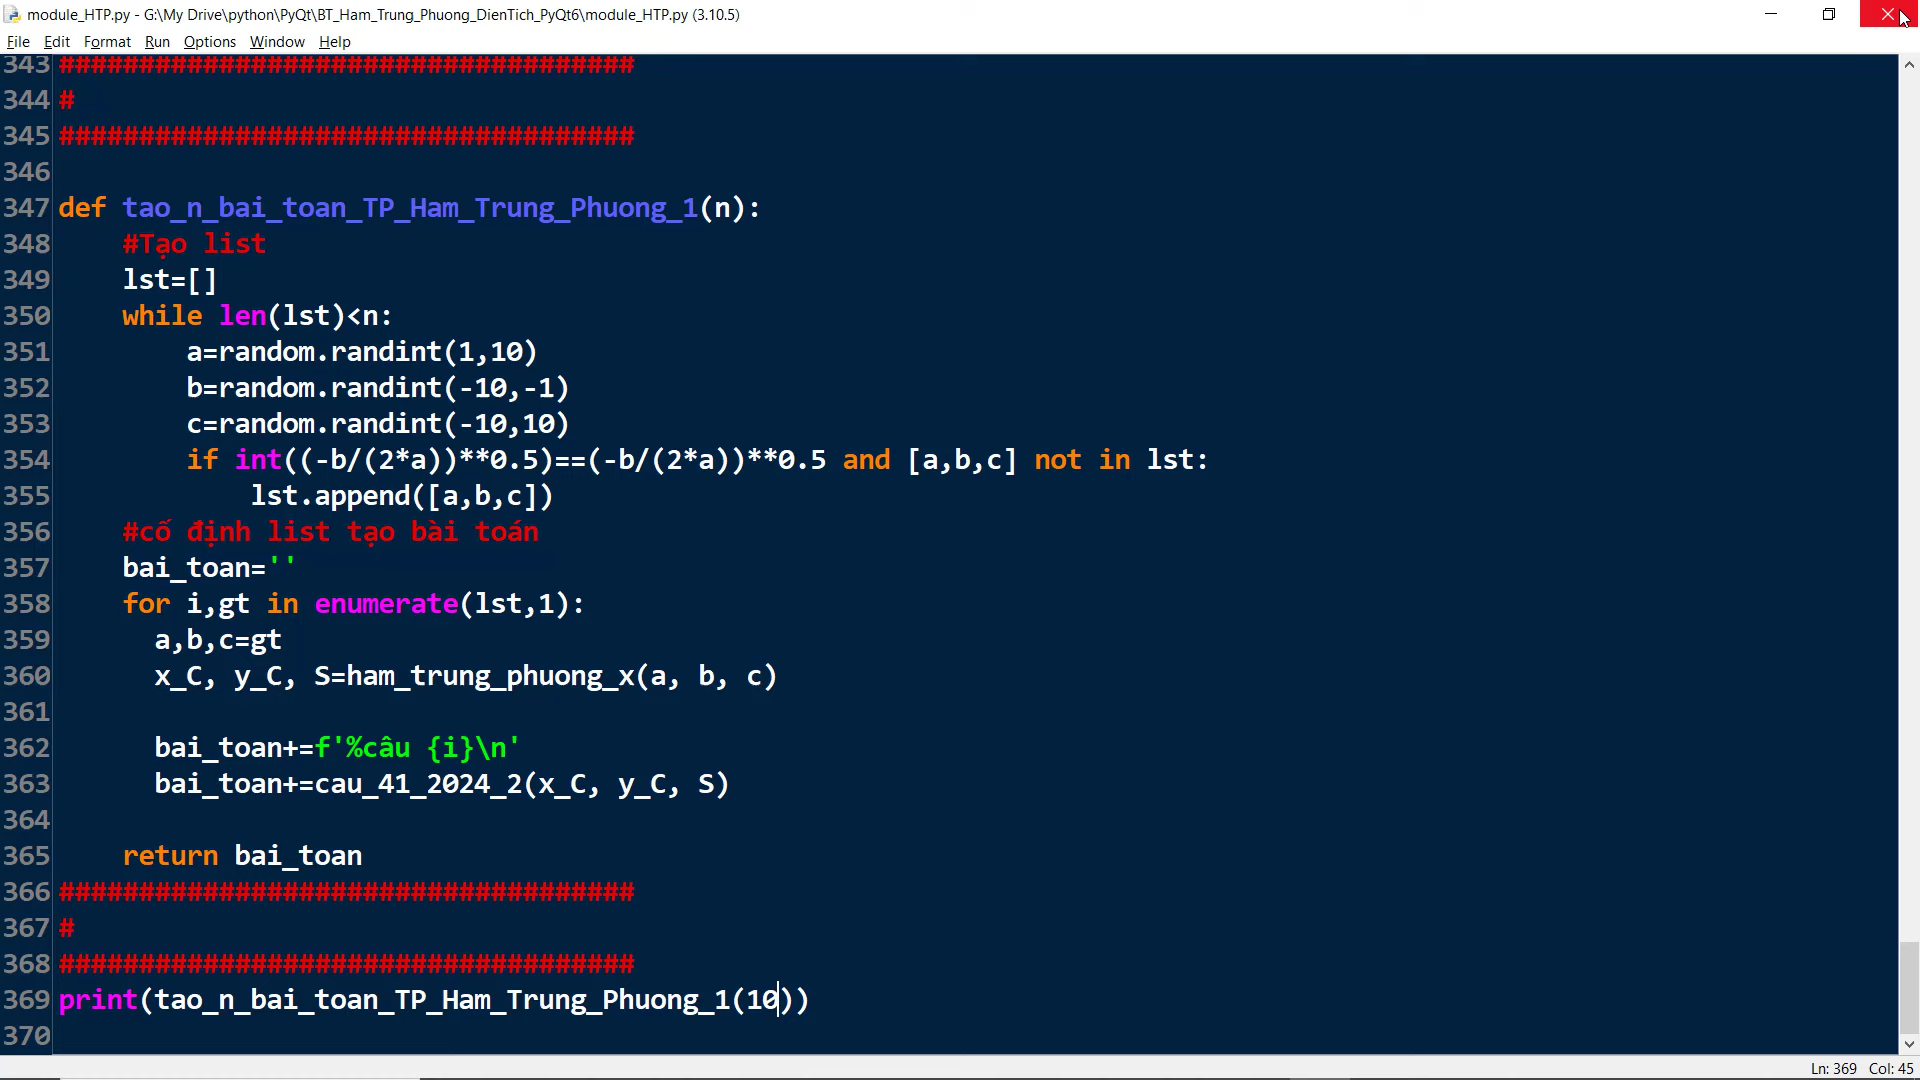 module_HTP.py - G:\My Drive\python\PyQt\BT_Ham_Trung_Phuong_DienTich_PyQt6\module_HTP.py (3.10.5)
File Edit Format Run Options Window Help
343 ####################################
344 #
345 ####################################
346
347 def tao_n_bai_toan_TP_Ham_Trung_Phuong_1(n):
348     #Tạo list
349     lst=[]
350     while len(lst)<n:
351         a=random.randint(1,10)
352         b=random.randint(-10,-1)
353         c=random.randint(-10,10)
354         if int((-b/(2*a))**0.5)==(-b/(2*a))**0.5 and [a,b,c] not in lst:
355             lst.append([a,b,c])
356     #cố định list tạo bài toán
357     bai_toan=''
358     for i,gt in enumerate(lst,1):
359       a,b,c=gt
360       x_C, y_C, S=ham_trung_phuong_x(a, b, c)
361
362       bai_toan+=f'%câu {i}\n'
363       bai_toan+=cau_41_2024_2(x_C, y_C, S)
364
365     return bai_toan
366 ####################################
367 #
368 ####################################
369 print(tao_n_bai_toan_TP_Ham_Trung_Phuong_1(10))
370
Ln: 369 Col: 45